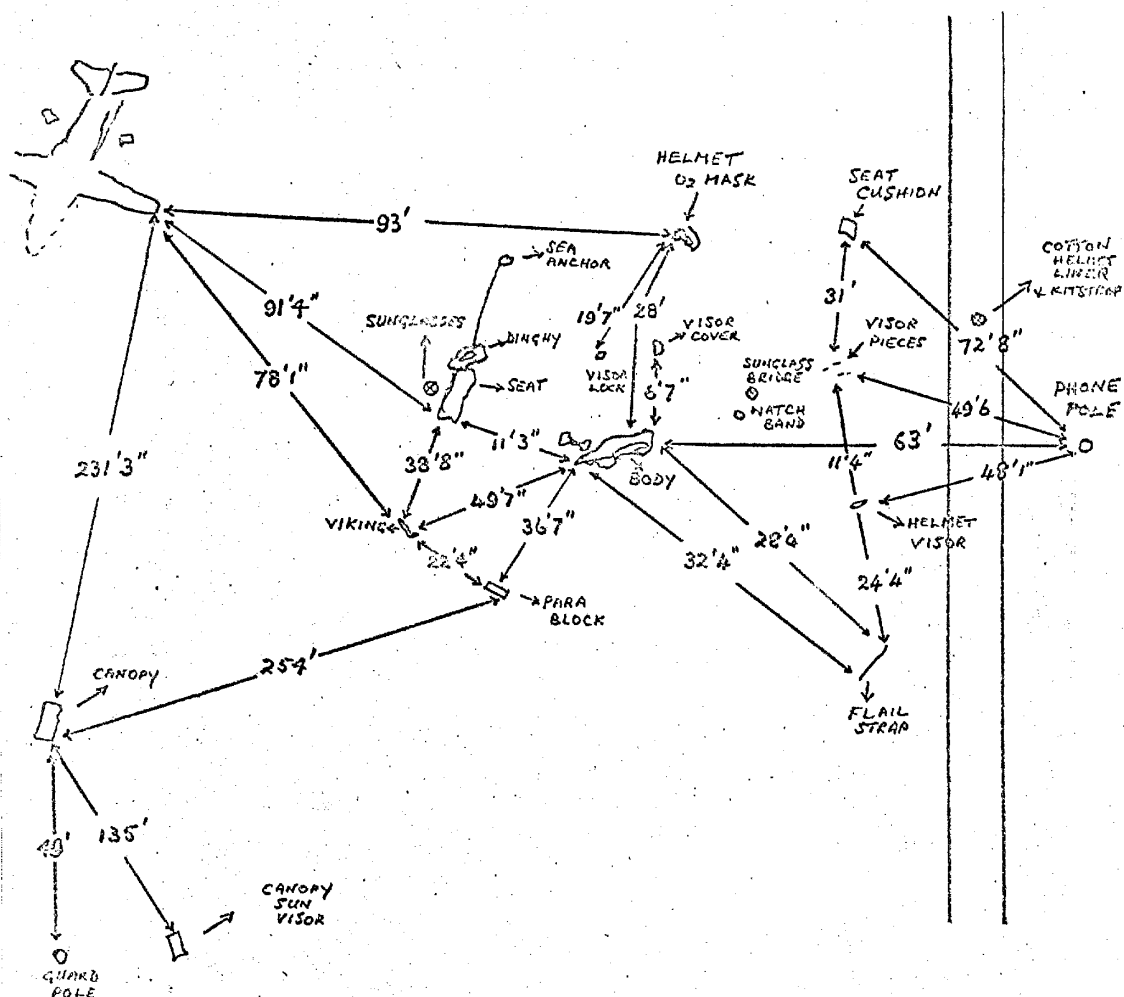 HELMET
O2 MASK
SEAT
CUSHION
93'
SEA
ANCHOR
COTTON
HELMET
LINER
& KITSTRAP
91'4"
31'
SUNGLASSES
19'7"
28'
VISOR
COVER
VISOR
PIECES
72'8"
DINGHY
78'1"
SEAT
VISOR
LOCK
6'7"
SUNGLASS
BRIDGE
WATCH
BAND
49'6
PHONE
POLE
11'3"
63'
231'3"
38'8"
BODY
11'4"
48'1"
49'7"
VIKING
36'7"
HELMET
VISOR
22'4"
32'4"
28'4"
24'4"
PARA
BLOCK
254'
CANOPY
FLAIL
STRAP
135'
CANOPY
SUN
VISOR
GUARD
POLE